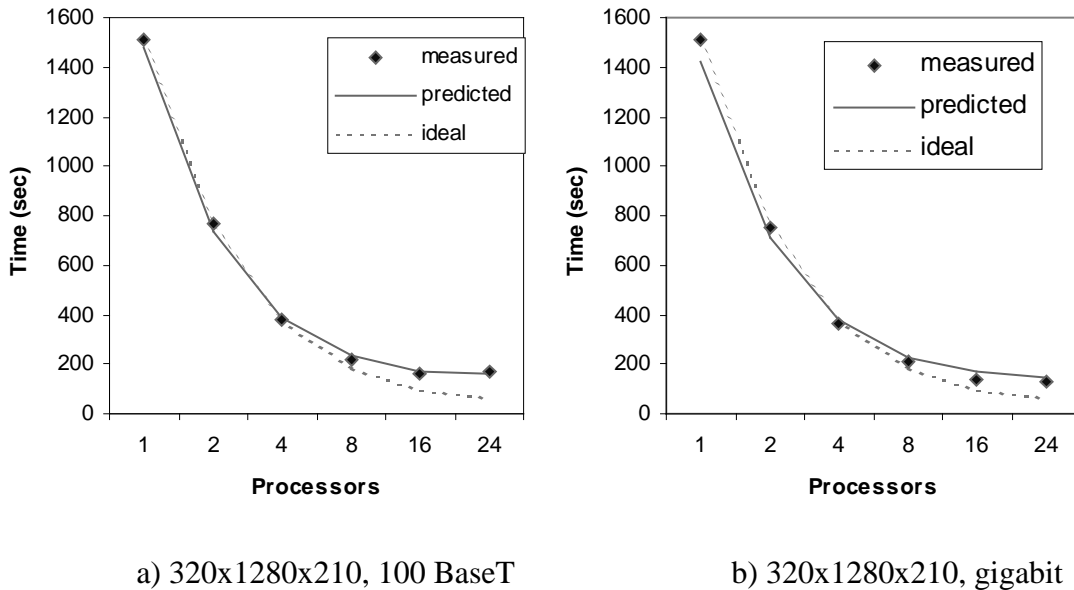 1600
1400
1200
1000
800
600
400
200
0
Time (sec)
measured
predicted
ideal
1 2 4 8 16 24
Processors
a) 320x1280x210, 100 BaseT
1600
1400
1200
1000
800
600
400
200
0
Time (sec)
measured
predicted
ideal
1 2 4 8 16 24
Processors
b) 320x1280x210, gigabit